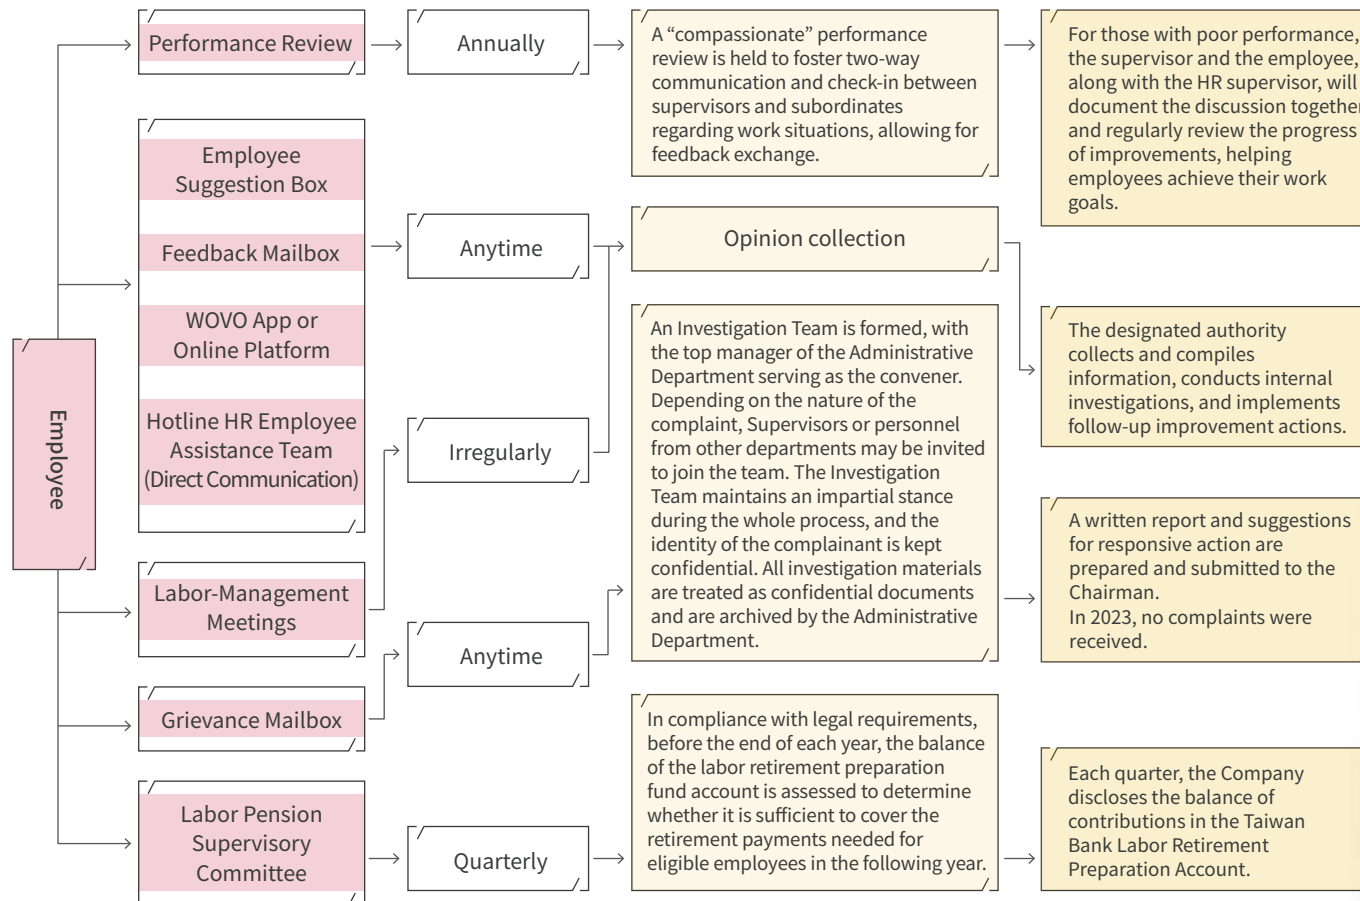 Employee
Performance Review
Annually
A “compassionate” performance
review is held to foster two-way
communication and check-in between
supervisors and subordinates
regarding work situations, allowing for
feedback exchange.
For those with poor performance,
the supervisor and the employee,
along with the HR supervisor, will
document the discussion together
and regularly review the progress
of improvements, helping
employees achieve their work
goals.
Employee
Suggestion Box
Feedback Mailbox
WOVO App or
Online Platform
Hotline HR Employee
Assistance Team
(Direct Communication)
Anytime
Opinion collection
The designated authority
collects and compiles
information, conducts internal
investigations, and implements
follow-up improvement actions.
Labor-Management
Meetings
Irregularly
Grievance Mailbox
Anytime
An Investigation Team is formed, with
the top manager of the Administrative
Department serving as the convener.
Depending on the nature of the
complaint, Supervisors or personnel
from other departments may be invited
to join the team. The Investigation
Team maintains an impartial stance
during the whole process, and the
identity of the complainant is kept
confidential. All investigation materials
are treated as confidential documents
and are archived by the Administrative
Department.
A written report and suggestions
for responsive action are
prepared and submitted to the
Chairman.
In 2023, no complaints were
received.
Labor Pension
Supervisory
Committee
Quarterly
In compliance with legal requirements,
before the end of each year, the balance
of the labor retirement preparation
fund account is assessed to determine
whether it is sufficient to cover the
retirement payments needed for
eligible employees in the following year.
Each quarter, the Company
discloses the balance of
contributions in the Taiwan
Bank Labor Retirement
Preparation Account.